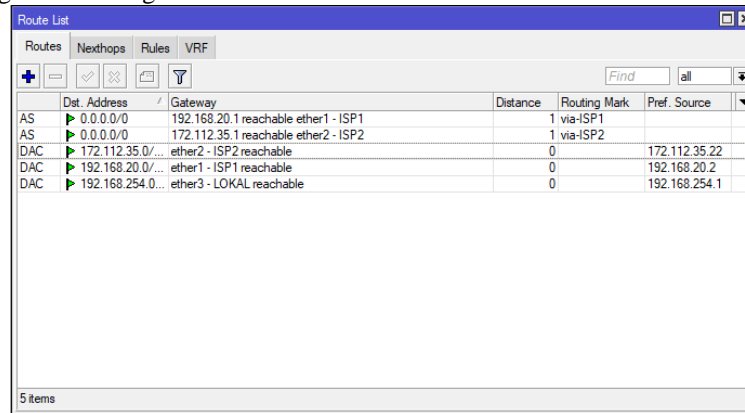 Route List
Routes Nexthops Rules VRF
Find all
Dst. Address Gateway Distance Routing Mark Pref. Source
AS 0.0.0.0/0 192.168.20.1 reachable ether1 - ISP1 1 via-ISP1
AS 0.0.0.0/0 172.112.35.1 reachable ether2 - ISP2 1 via-ISP2
DAC 172.112.35.0/... ether2 - ISP2 reachable 0 172.112.35.22
DAC 192.168.20.0/... ether1 - ISP1 reachable 0 192.168.20.2
DAC 192.168.254.0... ether3 - LOKAL reachable 0 192.168.254.1
5 items